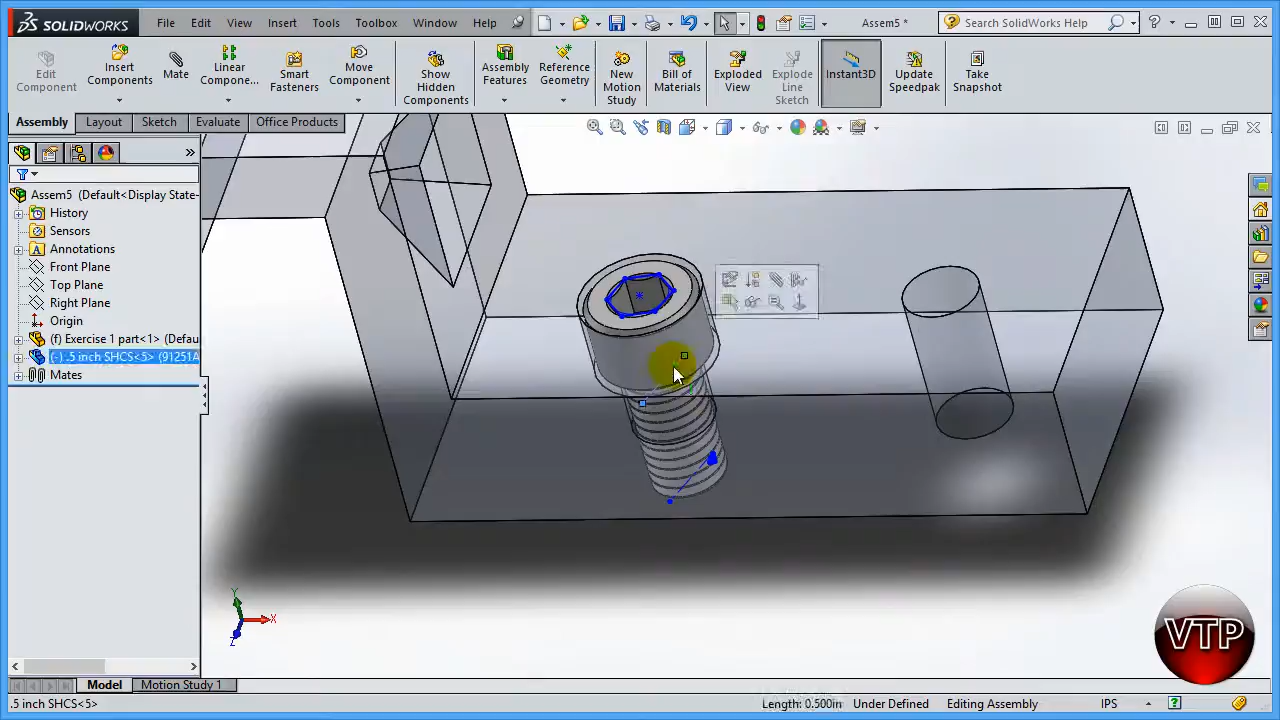 SOLIDWORKS File Edit View Insert Tools Toolbox Window Help Assem5 * Search SolidWorks Help
Edit Component
Insert Components
Mate
Linear Compone...
Smart Fasteners
Move Component
Show Hidden Components
Assembly Features
Reference Geometry
New Motion Study
Bill of Materials
Exploded View
Explode Line Sketch
Instant3D
Update Speedpak
Take Snapshot
Assembly Layout Sketch Evaluate Office Products
Assem5 (Default<Display State-
History
Sensors
Annotations
Front Plane
Top Plane
Right Plane
Origin
(f) Exercise 1 part<1> (Defau
(-) .5 inch SHCS<5> (91251A
Mates
Y
X
Z
VTP
Model Motion Study 1
.5 inch SHCS<5> Length: 0.500in Under Defined Editing Assembly IPS